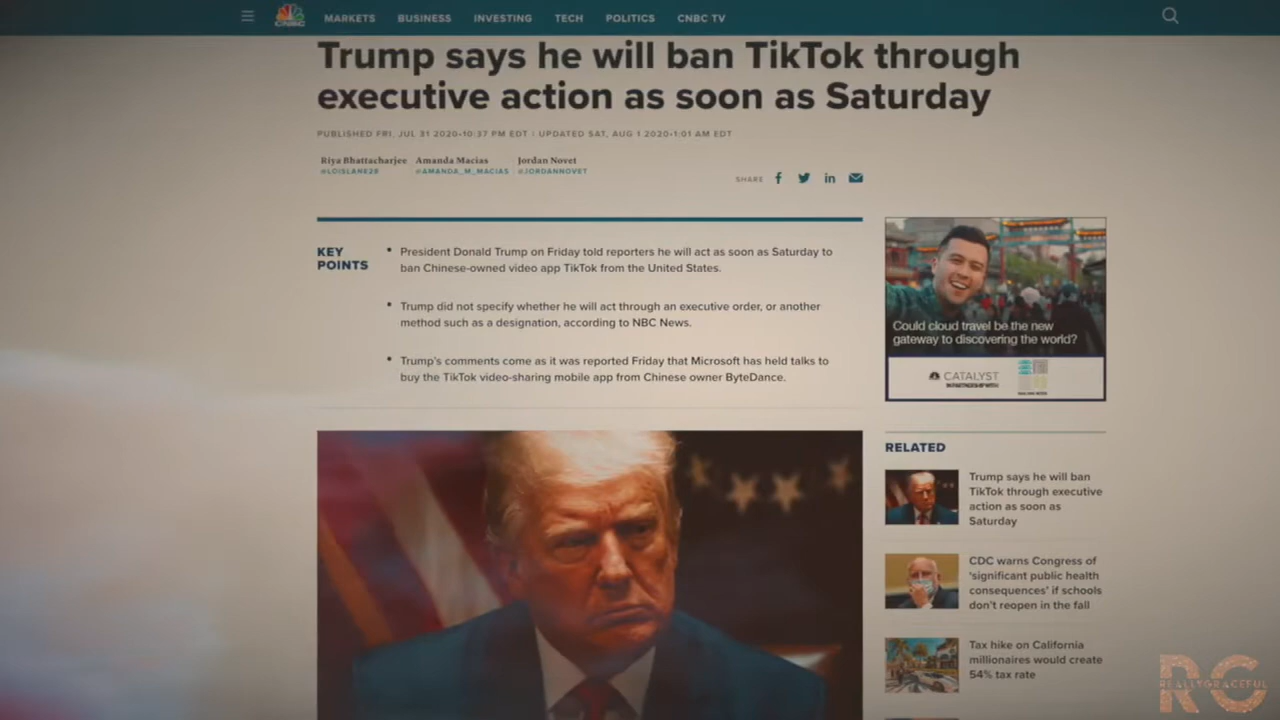 CNBC
MARKETS BUSINESS INVESTING TECH POLITICS CNBC TV
Trump says he will ban TikTok through
executive action as soon as Saturday
PUBLISHED FRI, JUL 31 2020•10:37 PM EDT | UPDATED SAT, AUG 1 2020•1:01 AM EDT
Riya Bhattacharjee Amanda Macias Jordan Novet
@LOISLANE28 @AMANDA_M_MACIAS @JORDANNOVET
SHARE
KEY
POINTS
• President Donald Trump on Friday told reporters he will act as soon as Saturday to
ban Chinese-owned video app TikTok from the United States.
• Trump did not specify whether he will act through an executive order, or another
method such as a designation, according to NBC News.
• Trump's comments come as it was reported Friday that Microsoft has held talks to
buy the TikTok video-sharing mobile app from Chinese owner ByteDance.
Could cloud travel be the new
gateway to discovering the world?
CATALYST
IN PARTNERSHIP WITH
RELATED
Trump says he will ban
TikTok through executive
action as soon as
Saturday
CDC warns Congress of
'significant public health
consequences' if schools
don't reopen in the fall
Tax hike on California
millionaires would create
54% tax rate
RG
REALLYGRACEFUL